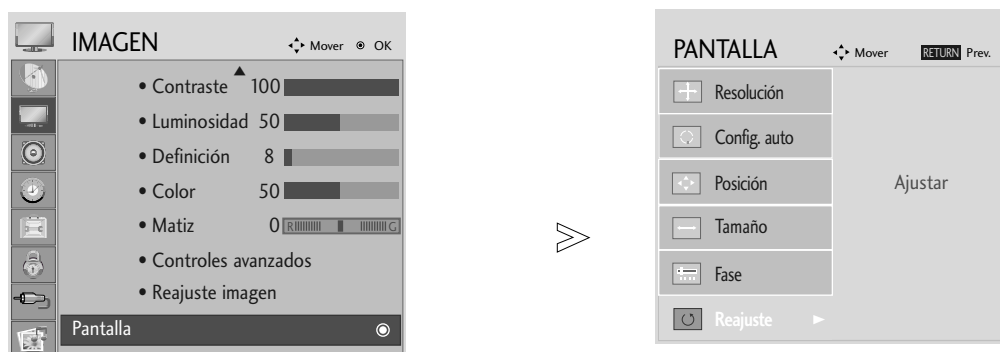 IMAGEN
Mover OK
• Contraste 100
• Luminosidad 50
• Definición 8
• Color 50
• Matiz 0 R G
• Controles avanzados
• Reajuste imagen
Pantalla
PANTALLA
Mover RETURN Prev.
Resolución
Config. auto
Posición
Tamaño
Fase
Reajuste
Ajustar